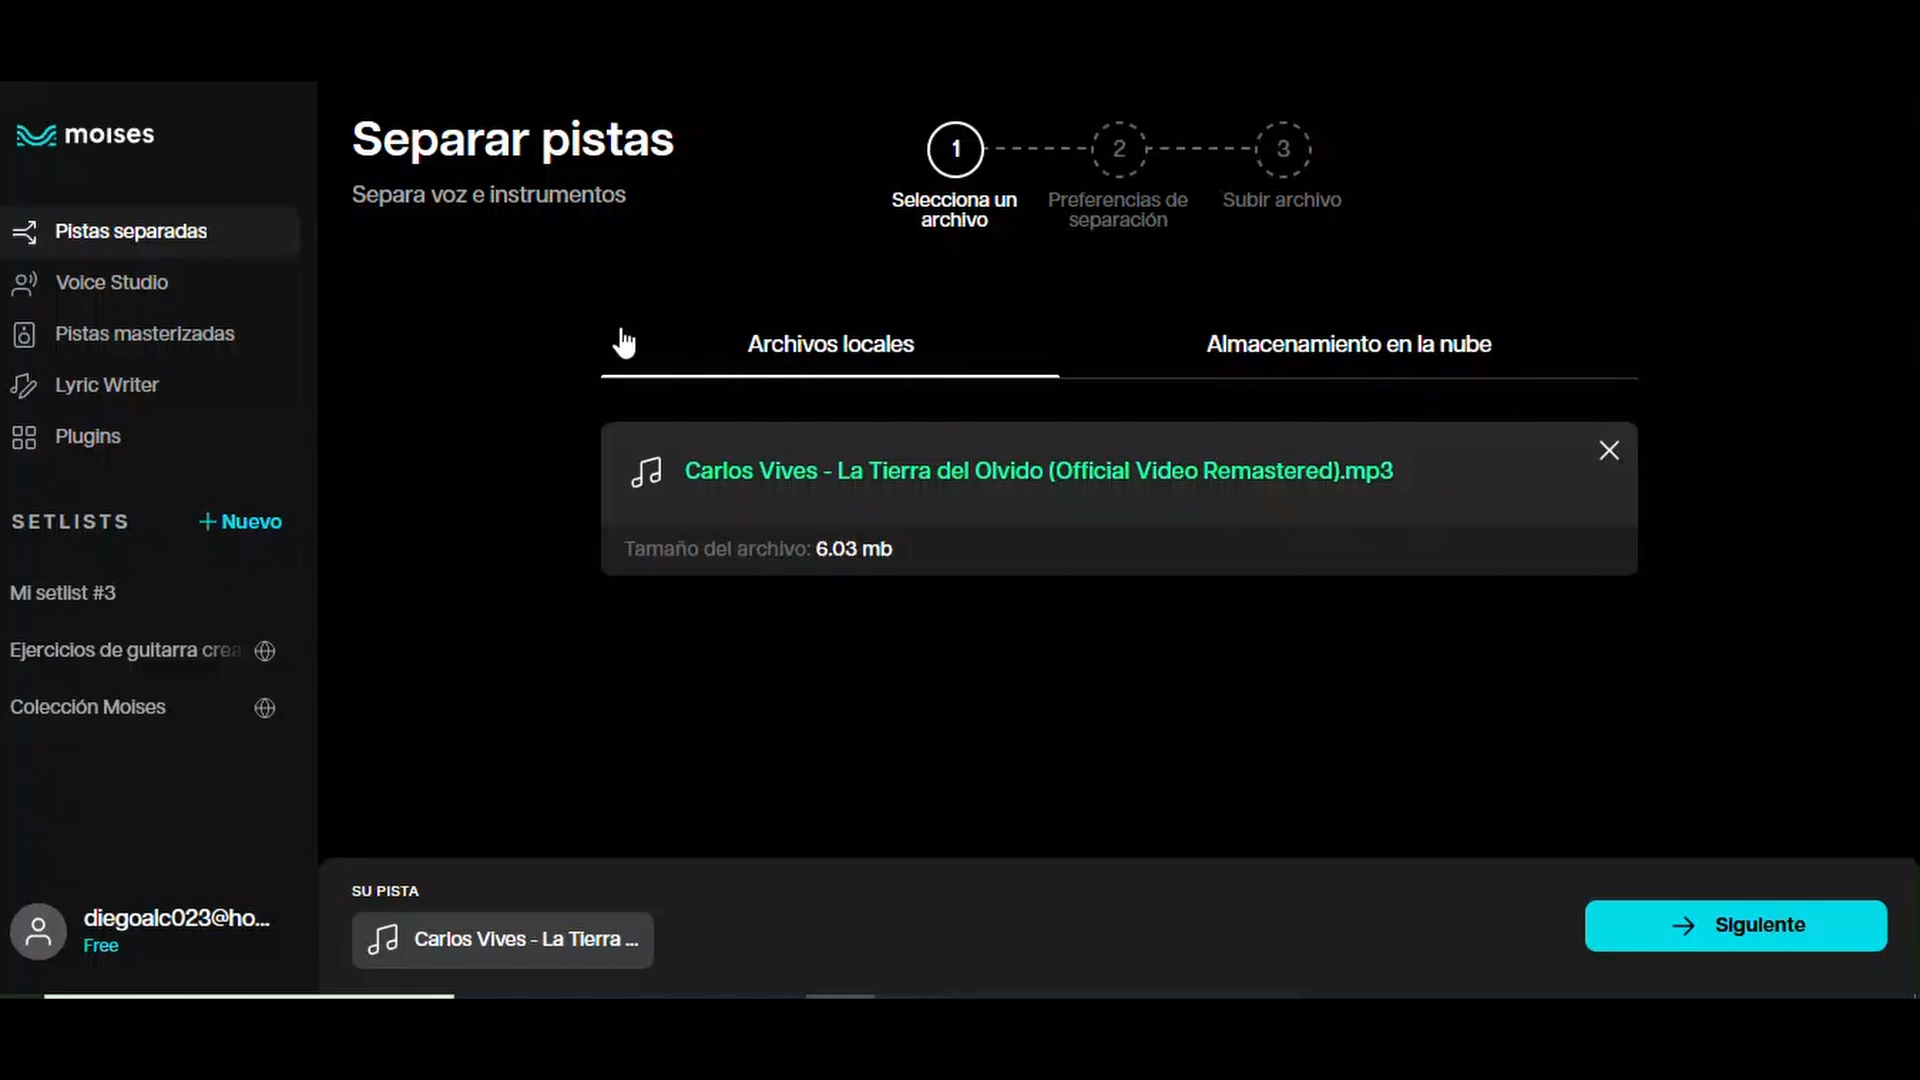 moises
Pistas separadas
Voice Studio
Pistas masterizadas
Lyric Writer
Plugins
SETLISTS
+ Nuevo
Mi setlist #3
Ejercicios de guitarra crea
Colección Moises
diegoalc023@ho...
Free
Separar pistas
Separa voz e instrumentos
1
Selecciona un
archivo
2
Preferencias de
separación
3
Subir archivo
Archivos locales
Almacenamiento en la nube
Carlos Vives - La Tierra del Olvido (Official Video Remastered).mp3
Tamaño del archivo: 6.03 mb
SU PISTA
Carlos Vives - La Tierra ...
Siguiente